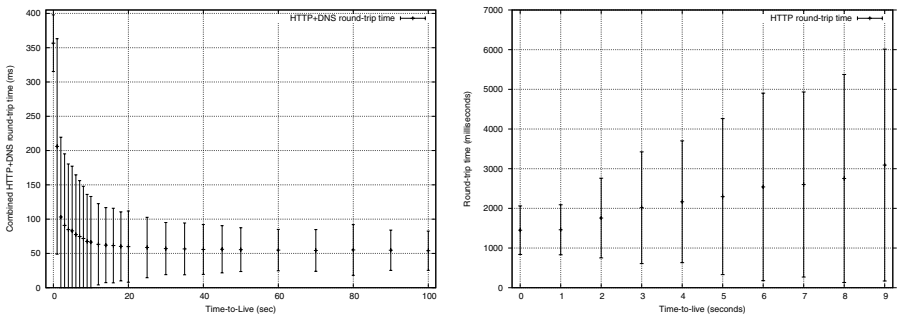 HTTP+DNS round-trip time
Combined HTTP+DNS round-trip time (ms)
400
350
300
250
200
150
100
50
0
0 20 40 60 80 100
Time-to-Live (sec)
HTTP round-trip time
Round-trip time (milliseconds)
7000
6000
5000
4000
3000
2000
1000
0
0 1 2 3 4 5 6 7 8 9
Time-to-live (seconds)